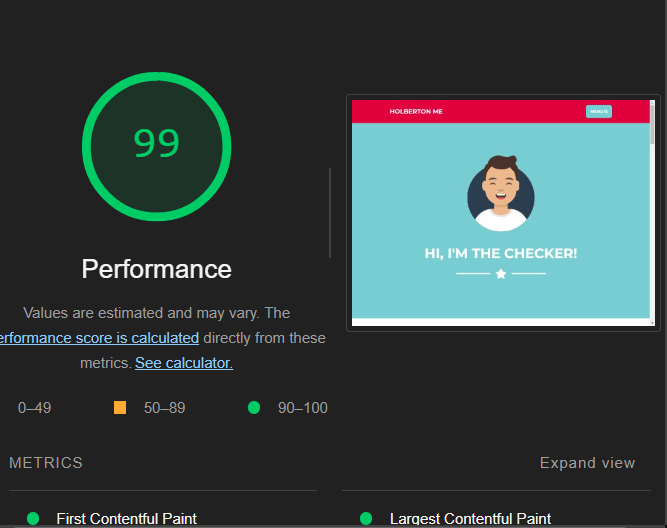 99
Performance
Values are estimated and may vary. The
erformance score is calculated directly from these
metrics. See calculator.
0–49
50–89
90–100
HOLBERTON ME
MENU
HI, I'M THE CHECKER!
METRICS
Expand view
First Contentful Paint
Largest Contentful Paint